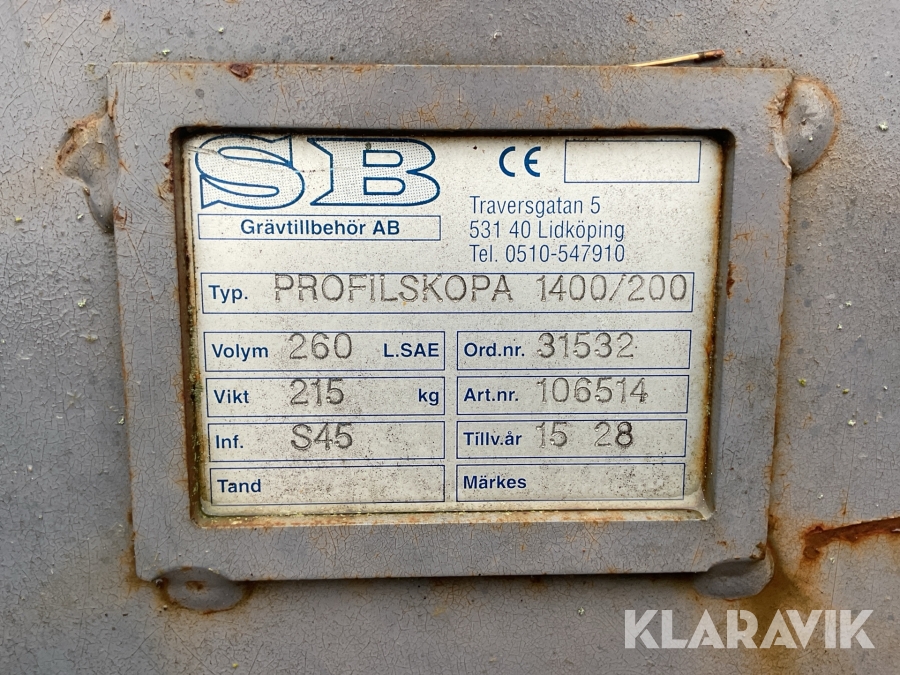 SB
Grävtillbehör AB
CE
Traversgatan 5
531 40 Lidköping
Tel. 0510-547910
Typ. PROFILSKOPA 1400/200
Volym 260 L.SAE
Ord.nr. 31532
Vikt 215 kg
Art.nr. 106514
Inf. S45
Tillv.år 15 28
Tand
Märkes
KLARAVIK